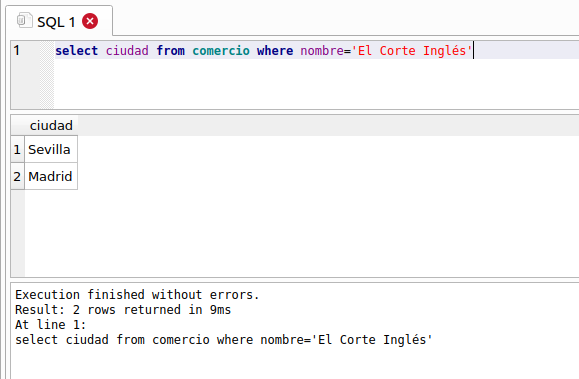 SQL 1
1 select ciudad from comercio where nombre='El Corte Inglés'
ciudad
1 Sevilla
2 Madrid
Execution finished without errors.
Result: 2 rows returned in 9ms
At line 1:
select ciudad from comercio where nombre='El Corte Inglés'